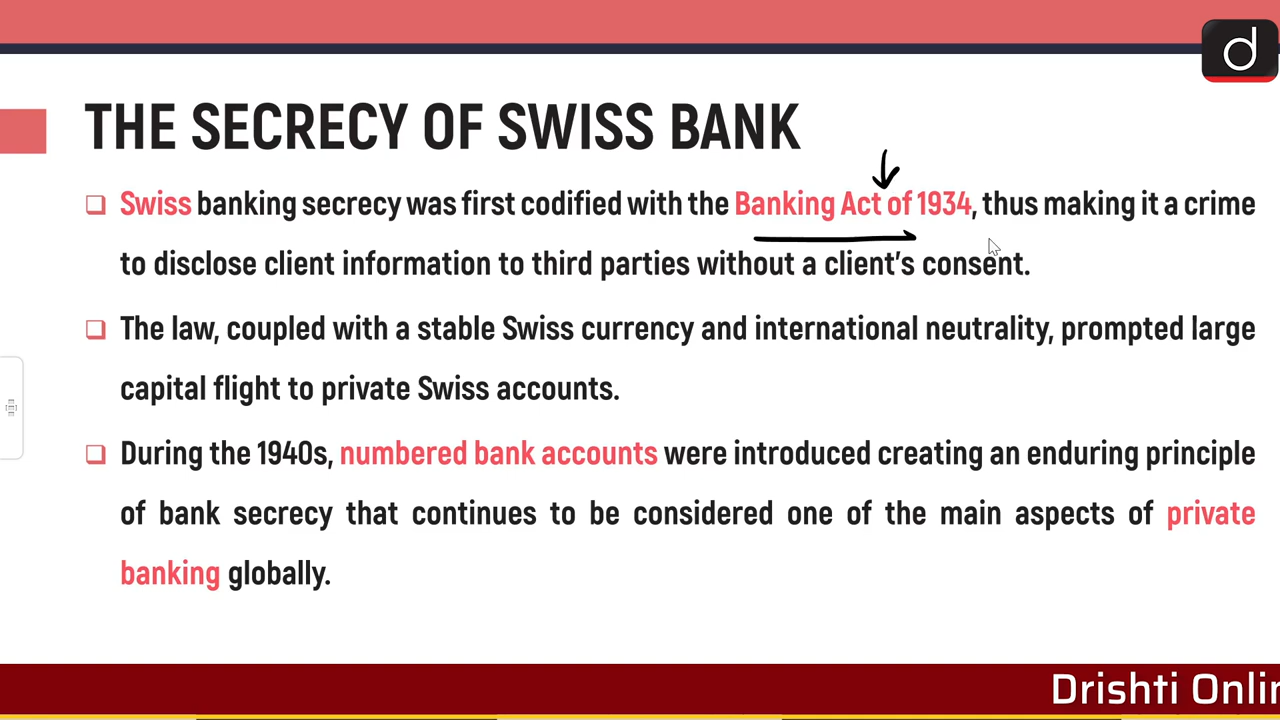 d
THE SECRECY OF SWISS BANK
Swiss banking secrecy was first codified with the Banking Act of 1934, thus making it a crime
to disclose client information to third parties without a client's consent.
The law, coupled with a stable Swiss currency and international neutrality, prompted large
capital flight to private Swiss accounts.
During the 1940s, numbered bank accounts were introduced creating an enduring principle
of bank secrecy that continues to be considered one of the main aspects of private
banking globally.
Drishti Onlin